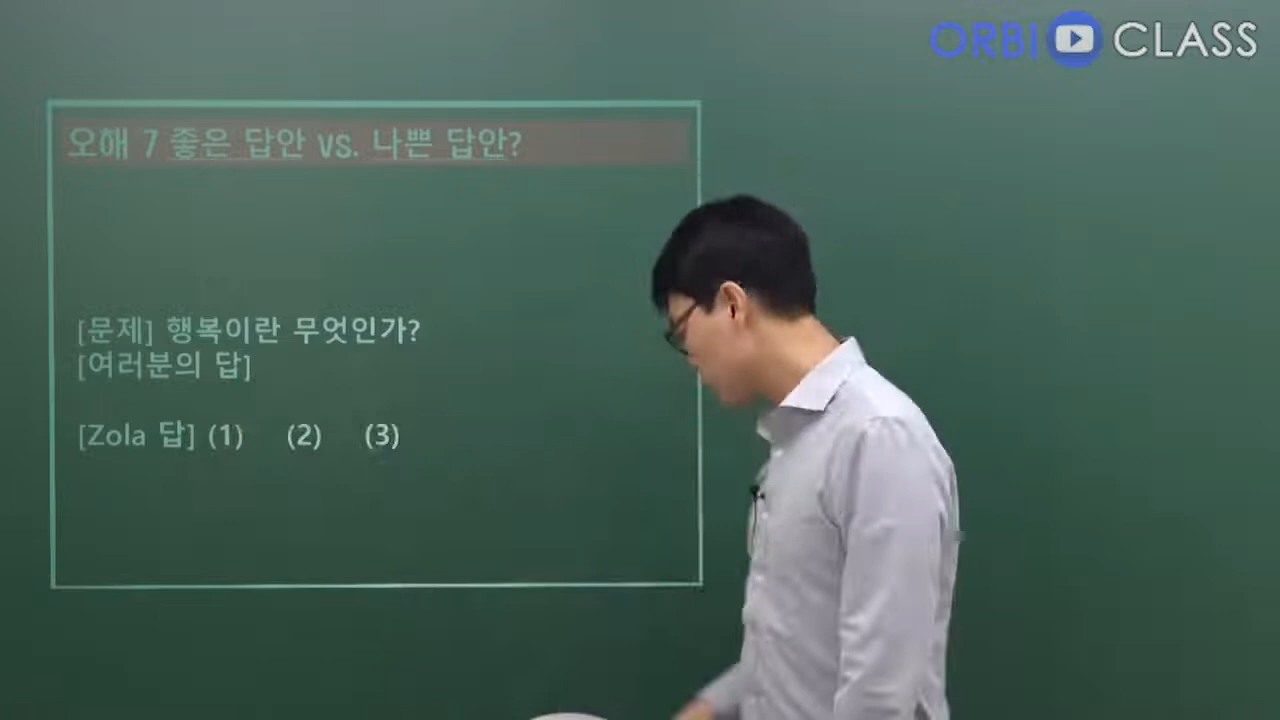 ORBI CLASS
오해 7 좋은 답안 vs. 나쁜 답안?
[문제] 행복이란 무엇인가?
[여러분의 답]
[Zola 답] (1) (2) (3)